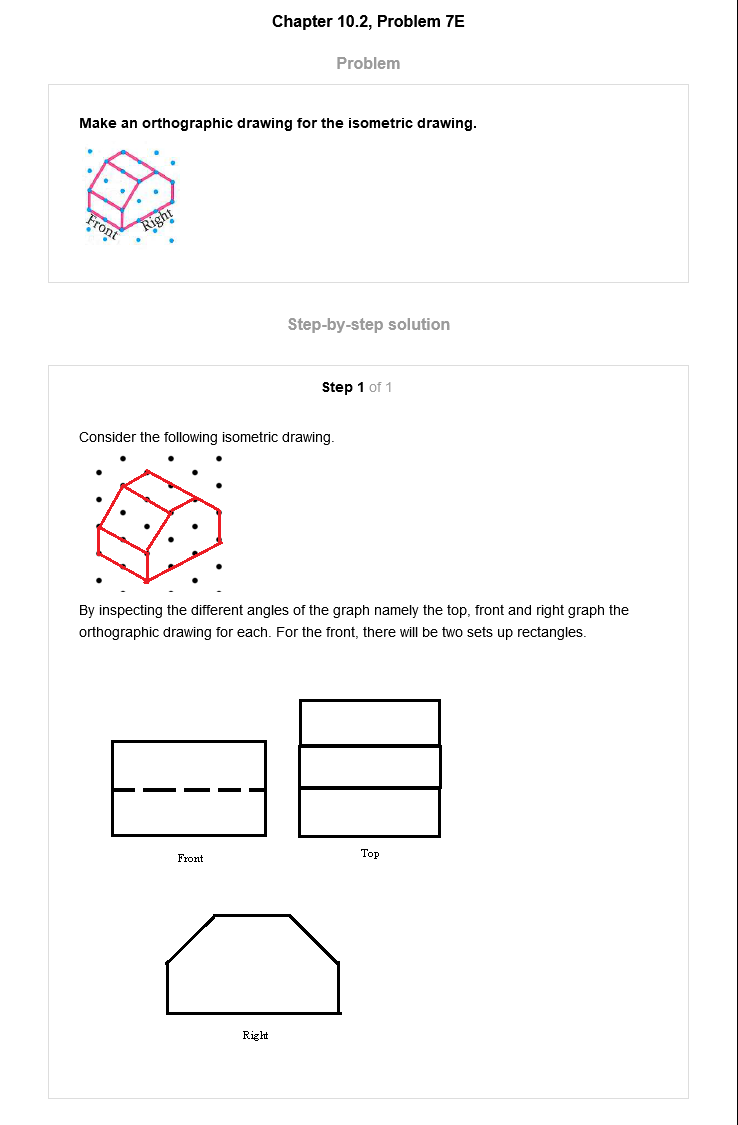 Chapter 10.2, Problem 7E
Problem
Make an orthographic drawing for the isometric drawing.
Front
Right
Step-by-step solution
Step 1 of 1
Consider the following isometric drawing.
By inspecting the different angles of the graph namely the top, front and right graph the
orthographic drawing for each. For the front, there will be two sets up rectangles.
Front
Top
Right